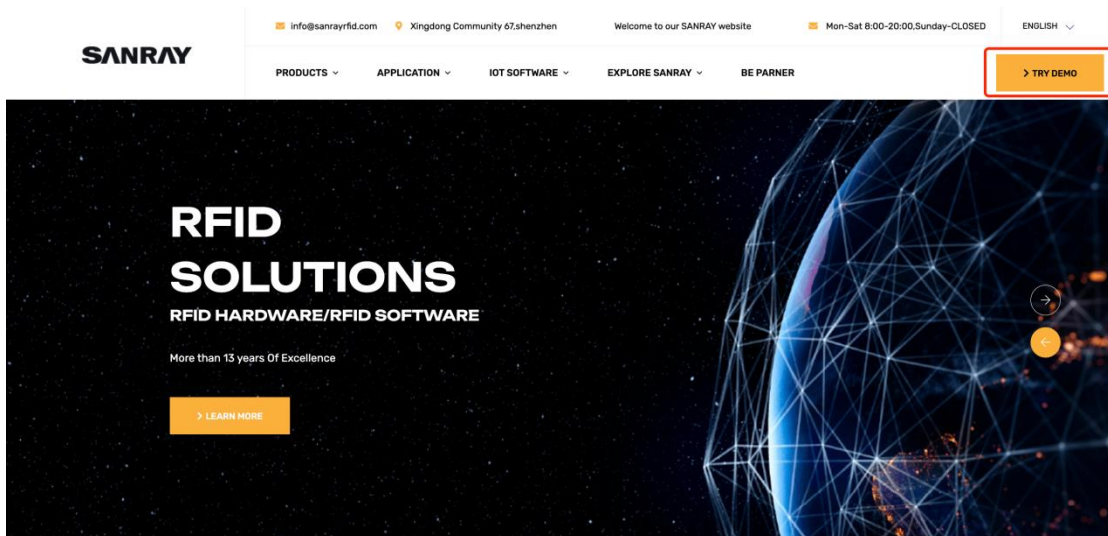 info@sanrayrfid.com Xingdong Community 67,shenzhen Welcome to our SANRAY website Mon-Sat 8:00-20:00,Sunday-CLOSED ENGLISH
SANRAY
PRODUCTS APPLICATION IOT SOFTWARE EXPLORE SANRAY BE PARNER > TRY DEMO
RFID
SOLUTIONS
RFID HARDWARE/RFID SOFTWARE
More than 13 years Of Excellence
> LEARN MORE